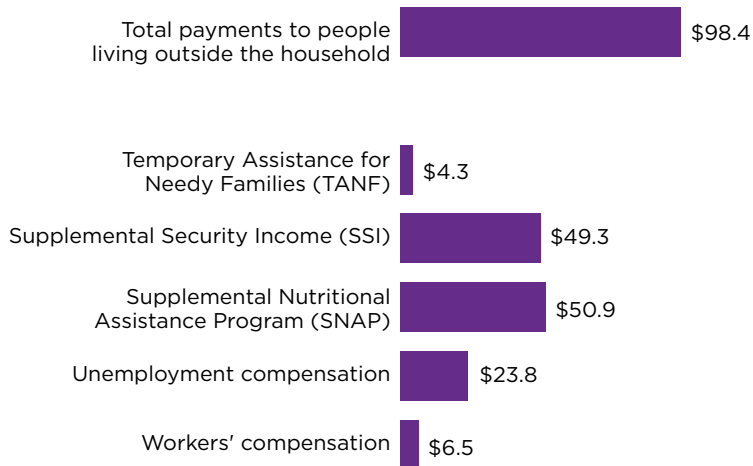 Total payments to people
living outside the household
$98.4
Temporary Assistance for
Needy Families (TANF)
$4.3
Supplemental Security Income (SSI)
$49.3
Supplemental Nutritional
Assistance Program (SNAP)
$50.9
Unemployment compensation
$23.8
Workers' compensation
$6.5